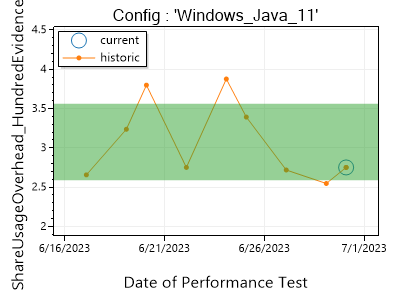 Config : 'Windows_Java_11'
ShareUsageOverhead_HundredEvidence
current
historic
4.5
4
3.5
3
2.5
2
6/16/2023
6/21/2023
6/26/2023
7/1/2023
Date of Performance Test